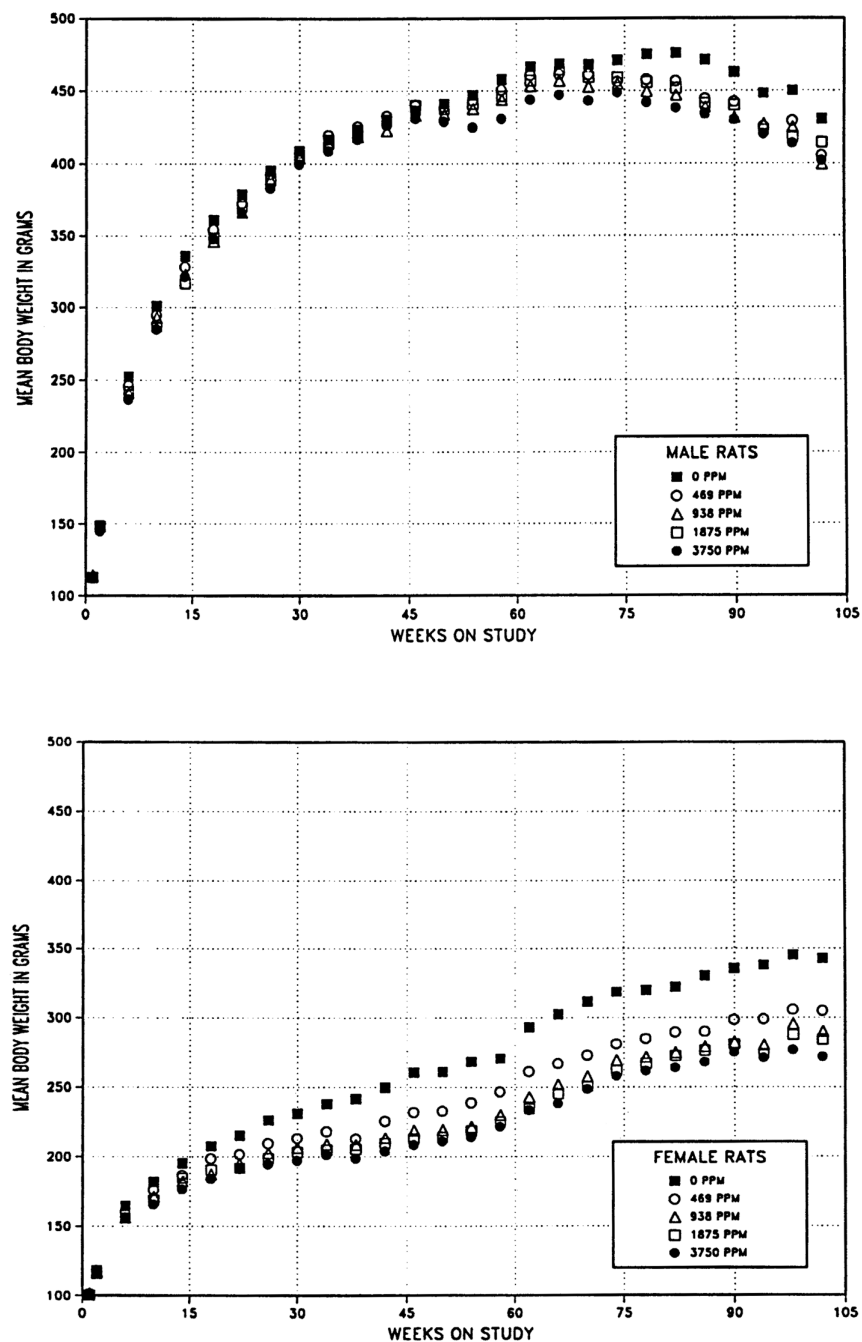 500
450
400
350
300
250
200
150
100
MEAN BODY WEIGHT IN GRAMS
MALE RATS
0 PPM
469 PPM
938 PPM
1875 PPM
3750 PPM
0 15 30 45 60 75 90 105
WEEKS ON STUDY
500
450
400
350
300
250
200
150
100
MEAN BODY WEIGHT IN GRAMS
FEMALE RATS
0 PPM
469 PPM
938 PPM
1875 PPM
3750 PPM
0 15 30 45 60 75 90 105
WEEKS ON STUDY